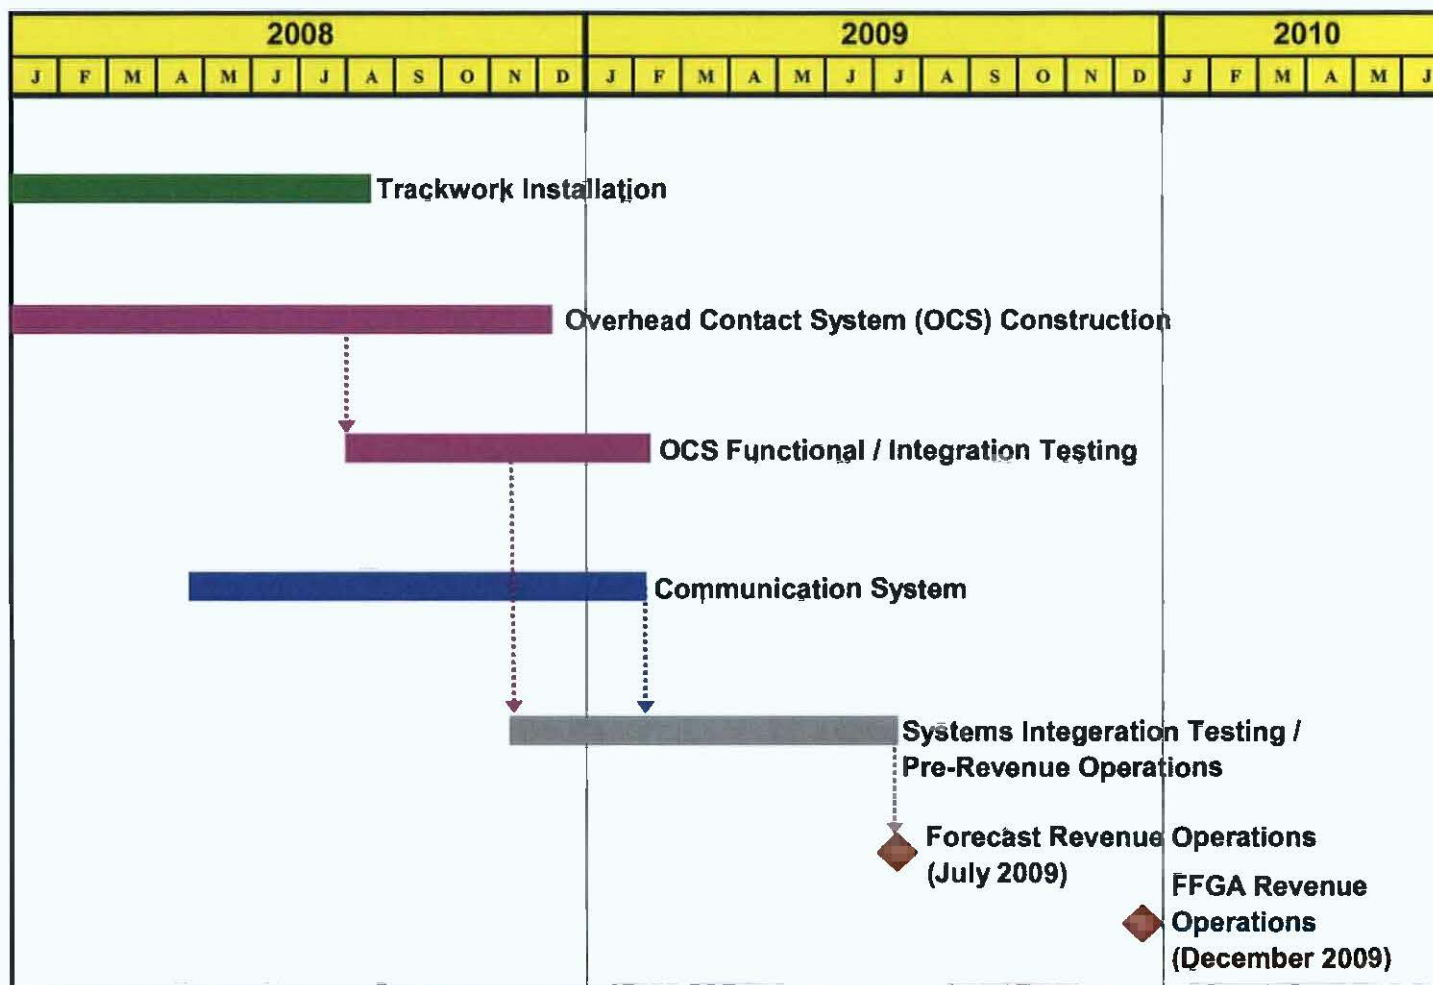 2008 2009 2010
J F M A M J J A S O N D J F M A M J J A S O N D J F M A M J
Trackwork Installation
Overhead Contact System (OCS) Construction
OCS Functional / Integration Testing
Communication System
Systems Integeration Testing /
Pre-Revenue Operations
Forecast Revenue Operations
(July 2009)
FFGA Revenue
Operations
(December 2009)